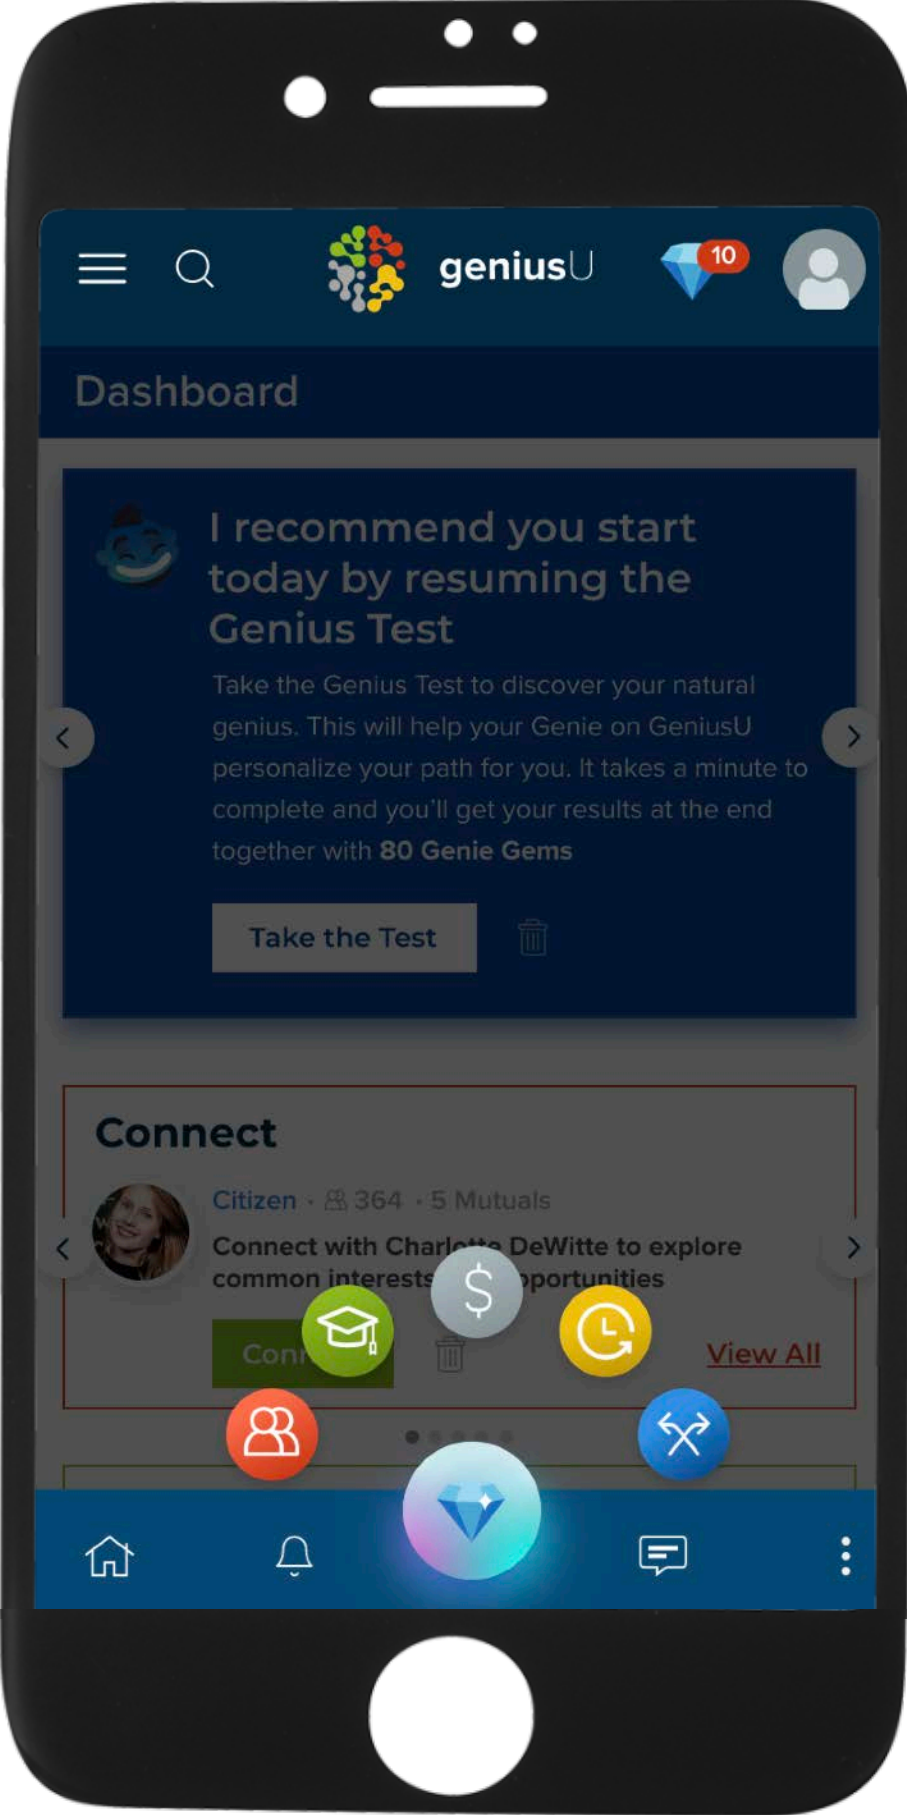 geniusU
10
Dashboard
I recommend you start
today by resuming the
Genius Test
Take the Genius Test to discover your natural
genius. This will help your Genie on GeniusU
personalize your path for you. It takes a minute to
complete and you'll get your results at the end
together with 80 Genie Gems
Take the Test
Connect
Citizen · 364 · 5 Mutuals
Connect with Charlotte DeWitte to explore
common interests
View All